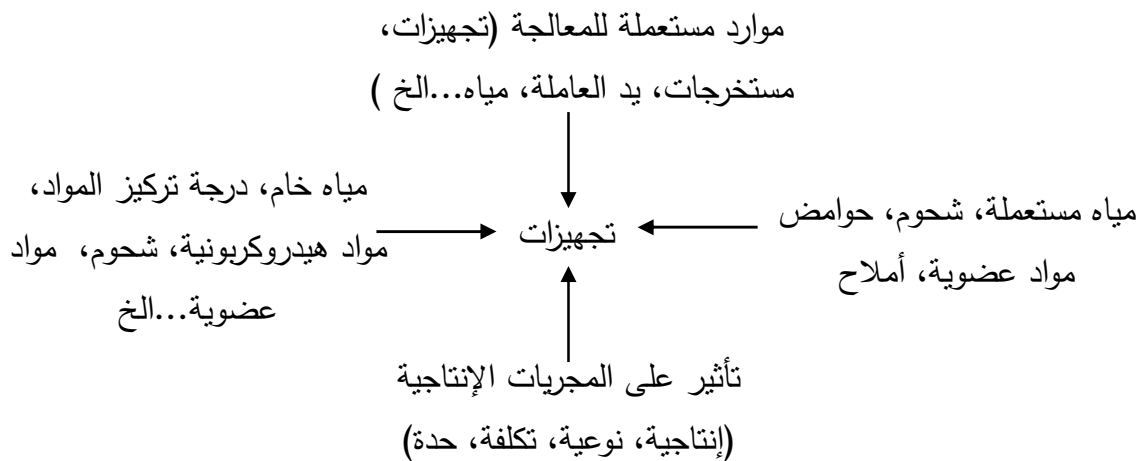 موارد مستعملة للمعالجة (تجهيزات،
مستخرجات، يد العاملة، مياه...الخ )
مياه مستعملة، شحوم، حوامض
مواد عضوية، أملاح
تجهيزات
مياه خام، درجة تركيز المواد،
مواد هيدروكربونية، شحوم، مواد
عضوية...الخ
تأثير على المجريات الإنتاجية
(إنتاجية، نوعية، تكلفة، حدة)